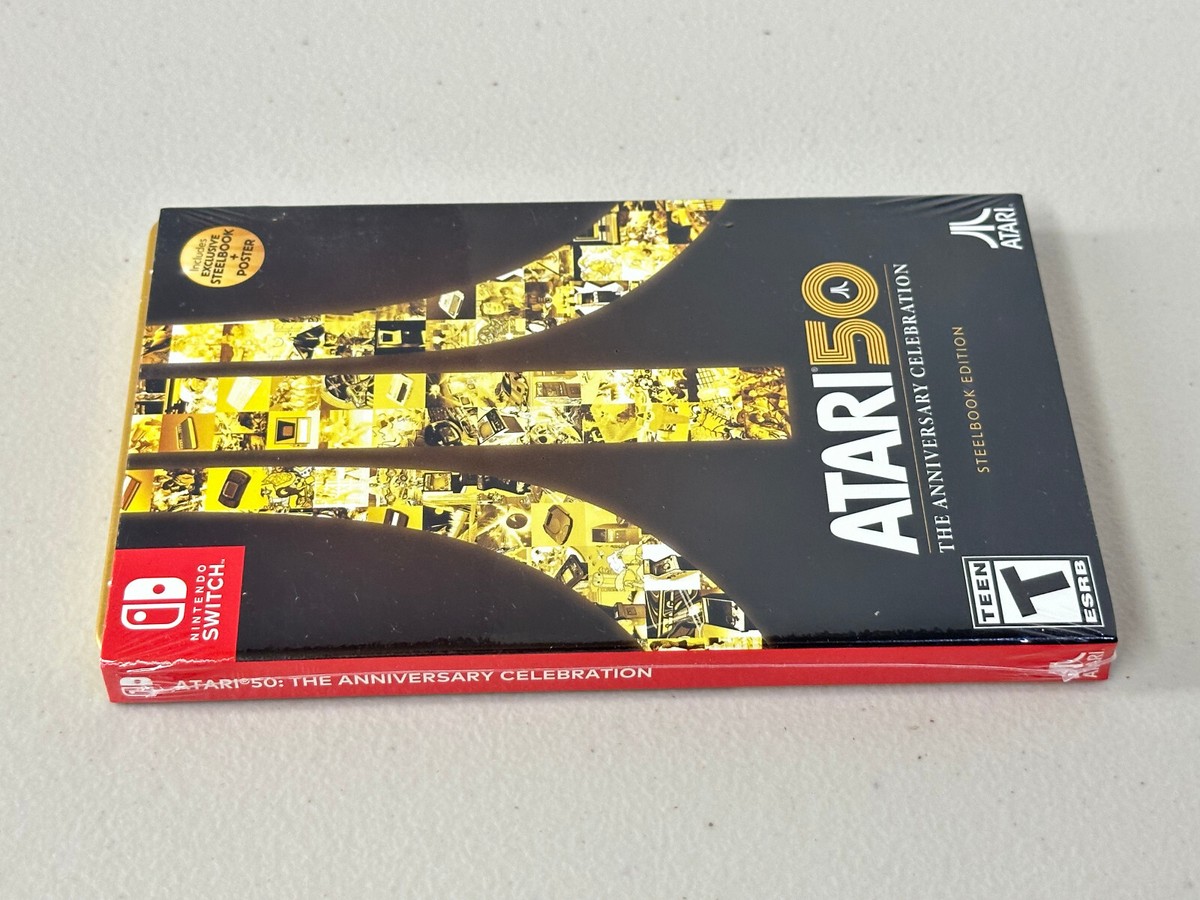 Includes
EXCLUSIVE
STEELBOOK
+
POSTER
NINTENDO
SWITCH™
ATARI® 50
THE ANNIVERSARY CELEBRATION
STEELBOOK EDITION
ATARI®
TEEN
T
ESRB
ATARI® 50: THE ANNIVERSARY CELEBRATION
ATARI